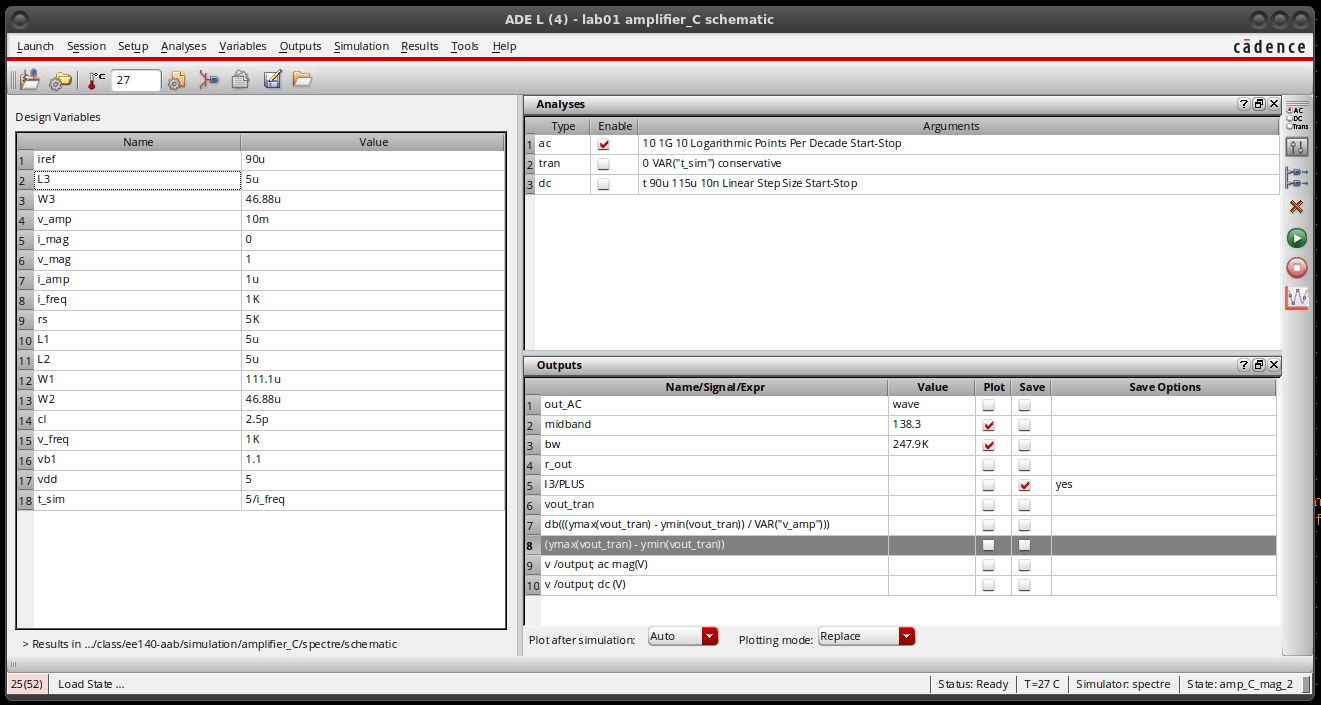 ADE L (4) - lab01 amplifier_C schematic
Launch Session Setup Analyses Variables Outputs Simulation Results Tools Help
cādence
°C 27
Design Variables
Name Value
1 iref 90u
2 L3 5u
3 W3 46.88u
4 v_amp 10m
5 i_mag 0
6 v_mag 1
7 i_amp 1u
8 i_freq 1K
9 rs 5K
10 L1 5u
11 L2 5u
12 W1 111.1u
13 W2 46.88u
14 cl 2.5p
15 v_freq 1K
16 vb1 1.1
17 vdd 5
18 t_sim 5/i_freq
> Results in .../class/ee140-aab/simulation/amplifier_C/spectre/schematic
Analyses
Type Enable Arguments
1 ac 10 1G 10 Logarithmic Points Per Decade Start-Stop
2 tran 0 VAR("t_sim") conservative
3 dc t 90u 115u 10n Linear Step Size Start-Stop
AC
DC
Trans
Outputs
Name/Signal/Expr Value Plot Save Save Options
1 out_AC wave
2 midband 138.3
3 bw 247.9K
4 r_out
5 I3/PLUS yes
6 vout_tran
7 db(((ymax(vout_tran) - ymin(vout_tran)) / VAR("v_amp")))
8 (ymax(vout_tran) - ymin(vout_tran))
9 v /output; ac mag(V)
10 v /output; dc (V)
Plot after simulation: Auto Plotting mode: Replace
25(52) Load State ... Status: Ready T=27 C Simulator: spectre State: amp_C_mag_2